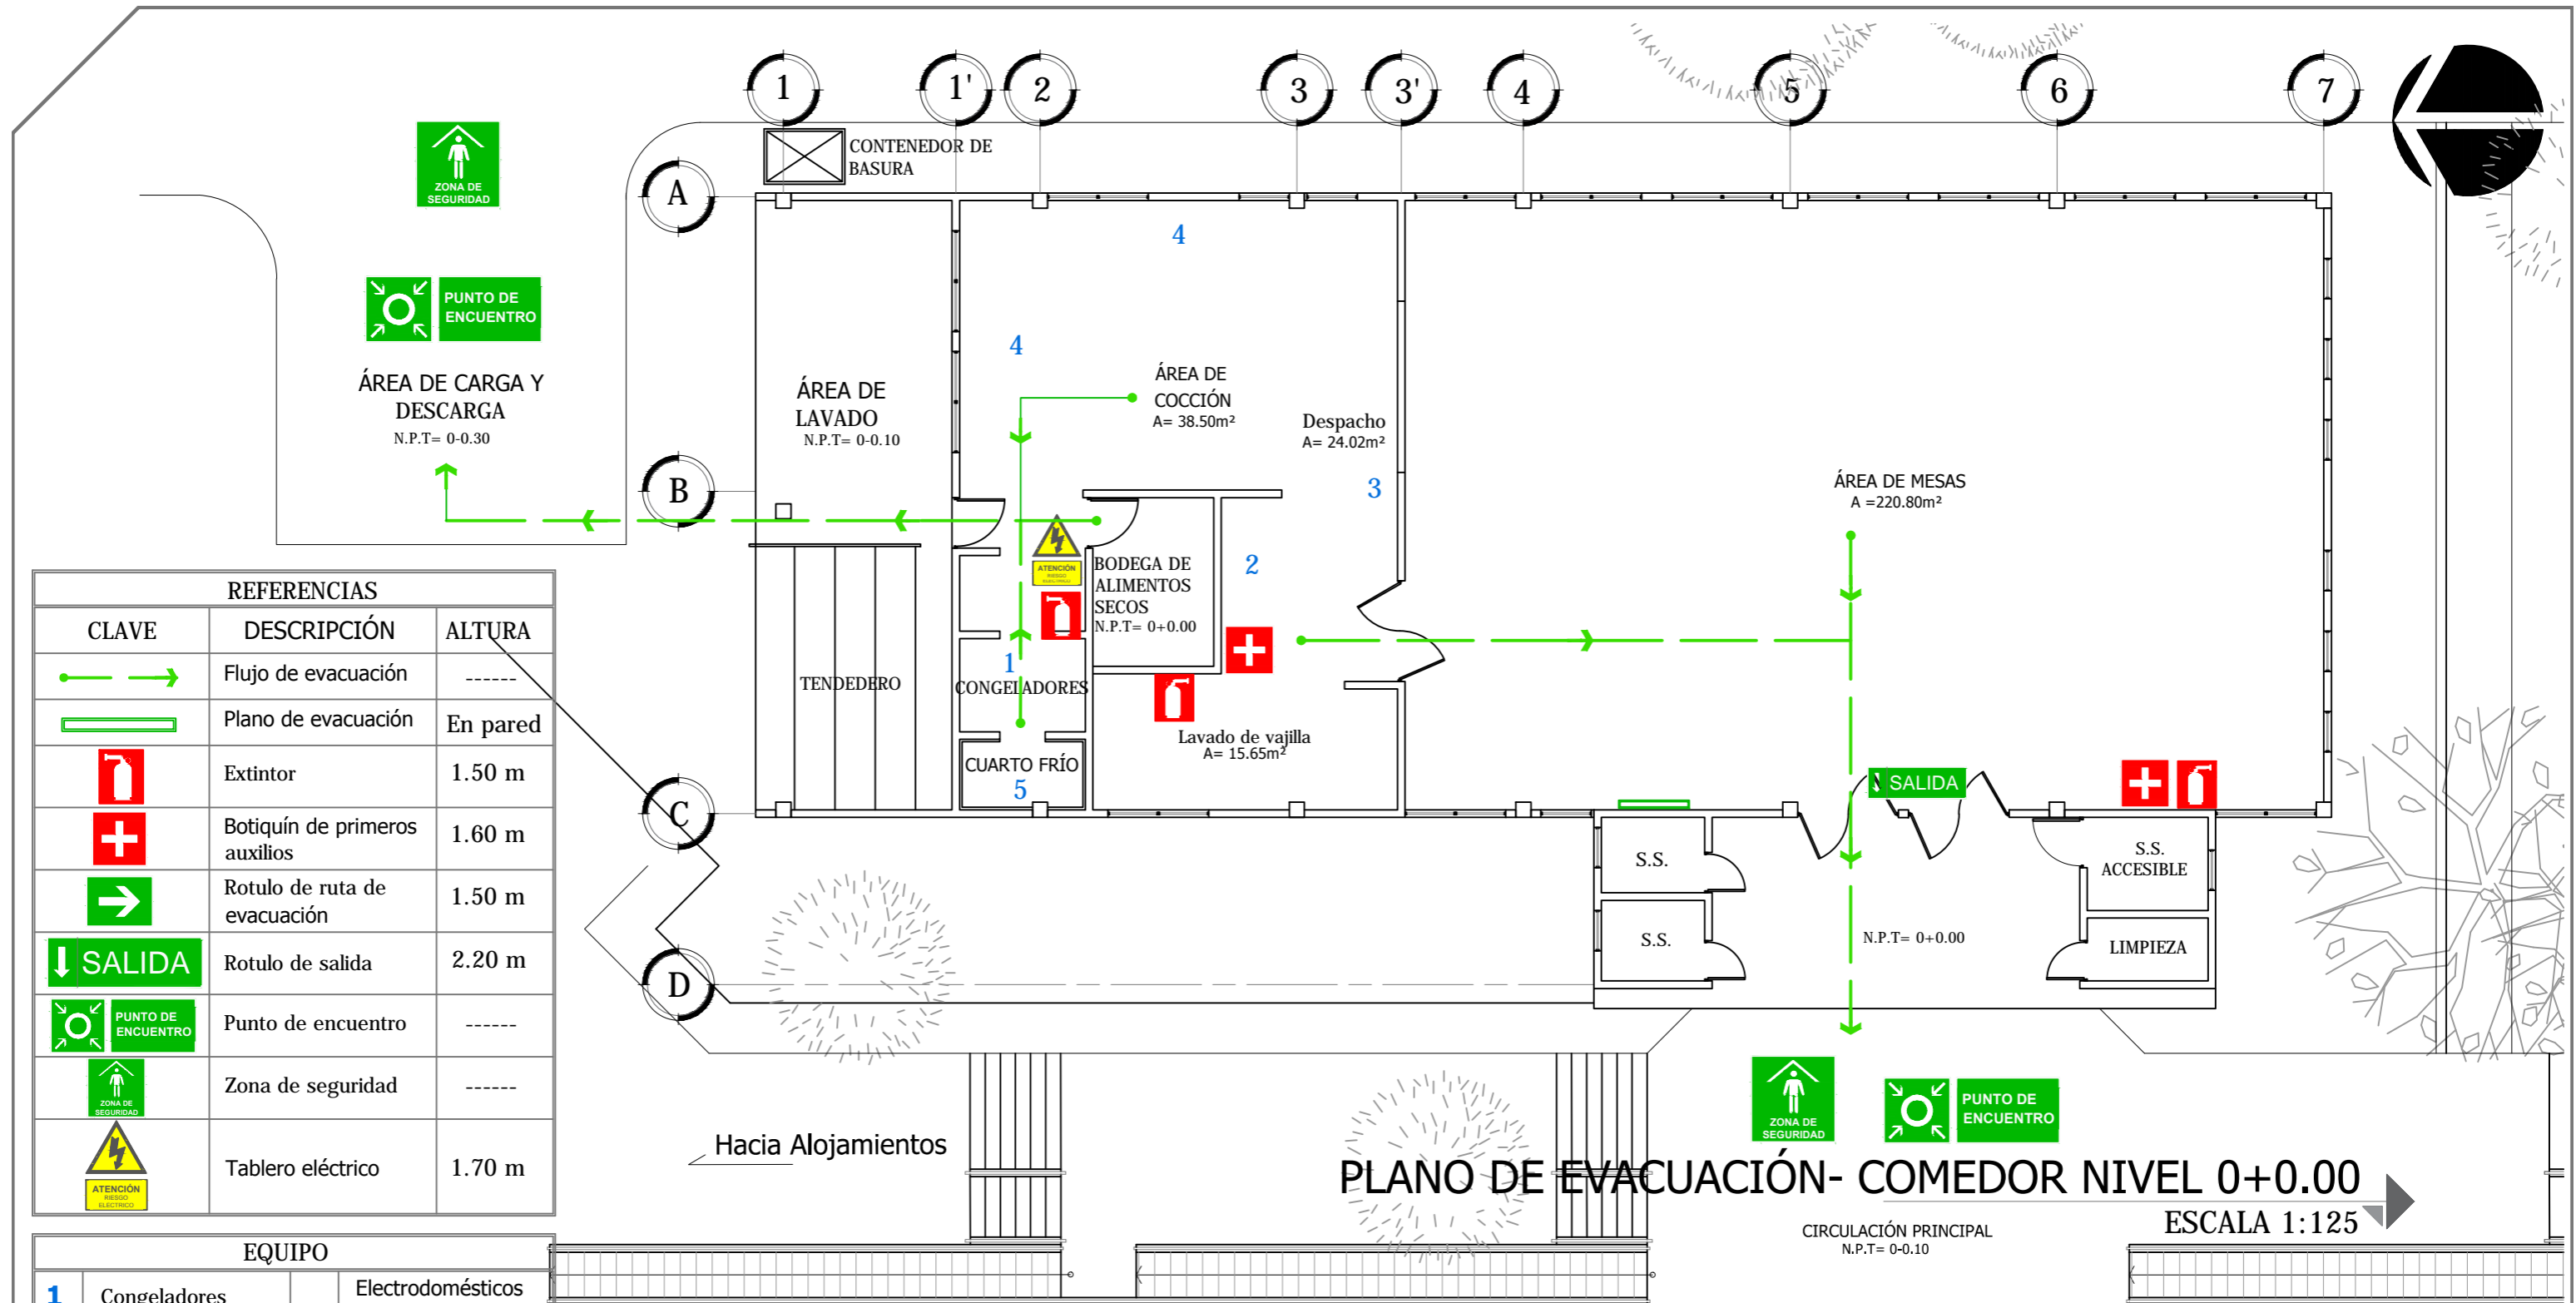 1
1'
2
3
3'
4
5
6
7
CONTENEDOR DE
BASURA
A
B
C
D
ZONA DE
SEGURIDAD
PUNTO DE
ENCUENTRO
ÁREA DE CARGA Y
DESCARGA
N.P.T= 0-0.30
ÁREA DE
LAVADO
N.P.T= 0-0.10
4
4
ÁREA DE
COCCIÓN
A= 38.50m²
Despacho
A= 24.02m²
3
ÁREA DE MESAS
A =220.80m²
ATENCIÓN
BODEGA DE
ALIMENTOS
SECOS
N.P.T= 0+0.00
2
1
CONGELADORES
TENDEDERO
Lavado de vajilla
A= 15.65m²
CUARTO FRÍO
5
SALIDA
S.S.
S.S.
S.S.
ACCESIBLE
LIMPIEZA
N.P.T= 0+0.00
REFERENCIAS
CLAVE DESCRIPCIÓN ALTURA
Flujo de evacuación ------
Plano de evacuación En pared
Extintor 1.50 m
Botiquín de primeros
auxilios 1.60 m
Rotulo de ruta de
evacuación 1.50 m
SALIDA Rotulo de salida 2.20 m
PUNTO DE
ENCUENTRO Punto de encuentro ------
ZONA DE
SEGURIDAD Zona de seguridad ------
ATENCIÓN
RIESGO
ELECTRICO Tablero eléctrico 1.70 m
EQUIPO
1 Congeladores Electrodomésticos
Hacia Alojamientos
ZONA DE
SEGURIDAD
PUNTO DE
ENCUENTRO
PLANO DE EVACUACIÓN- COMEDOR NIVEL 0+0.00
ESCALA 1:125
CIRCULACIÓN PRINCIPAL
N.P.T= 0-0.10